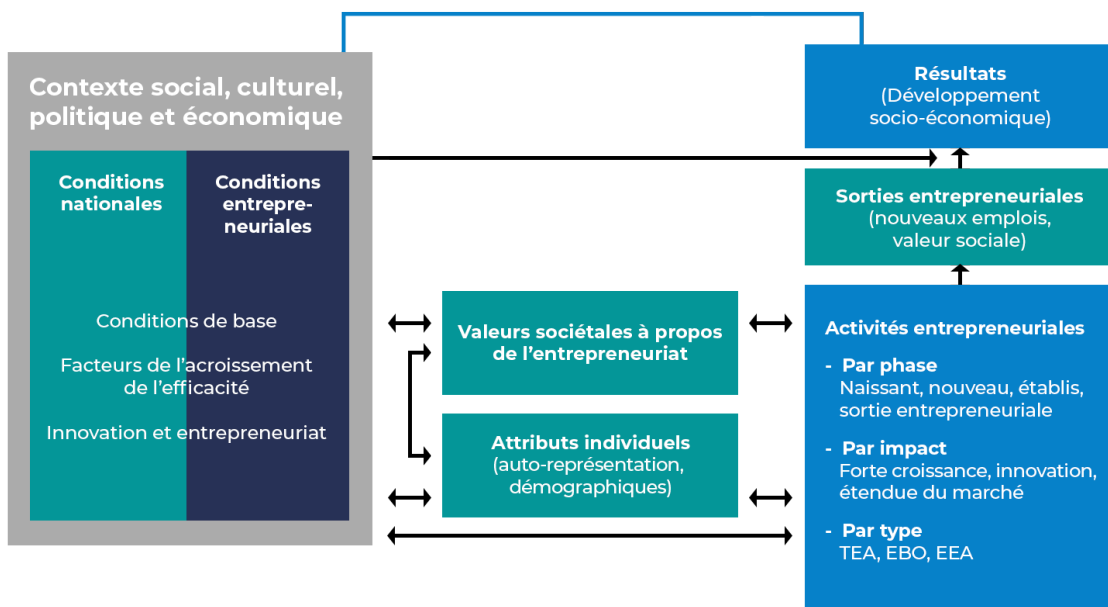 Contexte social, culturel,
politique et économique
Conditions
nationales
Conditions
entrepre-
neuriales
Conditions de base
Facteurs de l’acroissement
de l’efficacité
Innovation et entrepreneuriat
Valeurs sociétales à propos
de l’entrepreneuriat
Attributs individuels
(auto-représentation,
démographiques)
Résultats
(Développement
socio-économique)
Sorties entrepreneuriales
(nouveaux emplois,
valeur sociale)
Activités entrepreneuriales
- Par phase
Naissant, nouveau, établis,
sortie entrepreneuriale
- Par impact
Forte croissance, innovation,
étendue du marché
- Par type
TEA, EBO, EEA